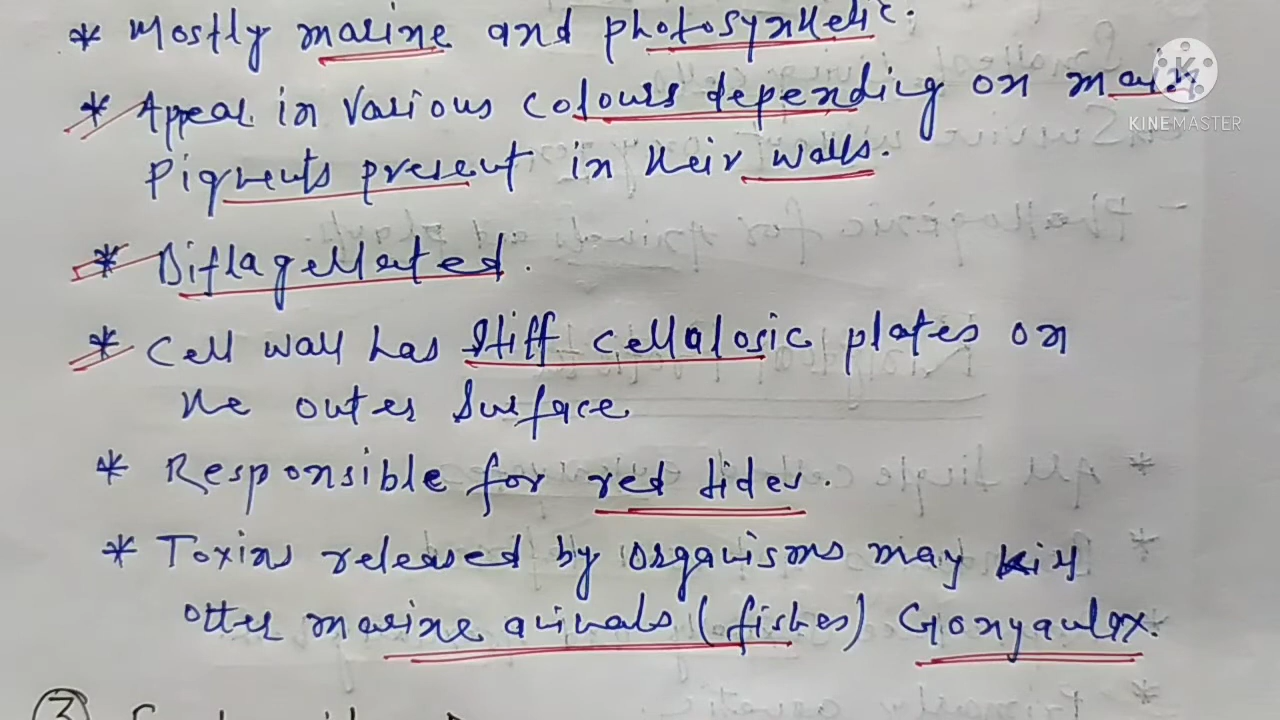 * Mostly marine and photosynthetic.
* Appear in various colours depending on main
KINEMASTER
Pigments present in their walls.
* Diflagellated.
* Cell wall has stiff cellulosic plates on
the outer surface
* Responsible for red tides.
* Toxins released by organisms may kill
other marine animals (fishes) Gonyaulax.
3